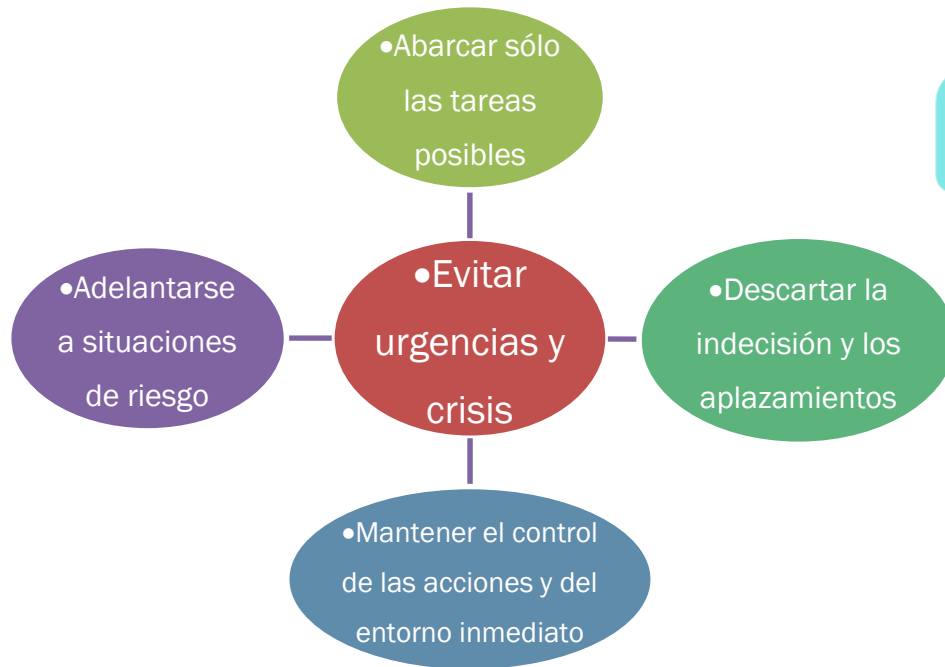 •Abarcar sólo
las tareas
posibles
•Adelantarse
a situaciones
de riesgo
•Evitar
urgencias y
crisis
•Descartar la
indecisión y los
aplazamientos
•Mantener el control
de las acciones y del
entorno inmediato